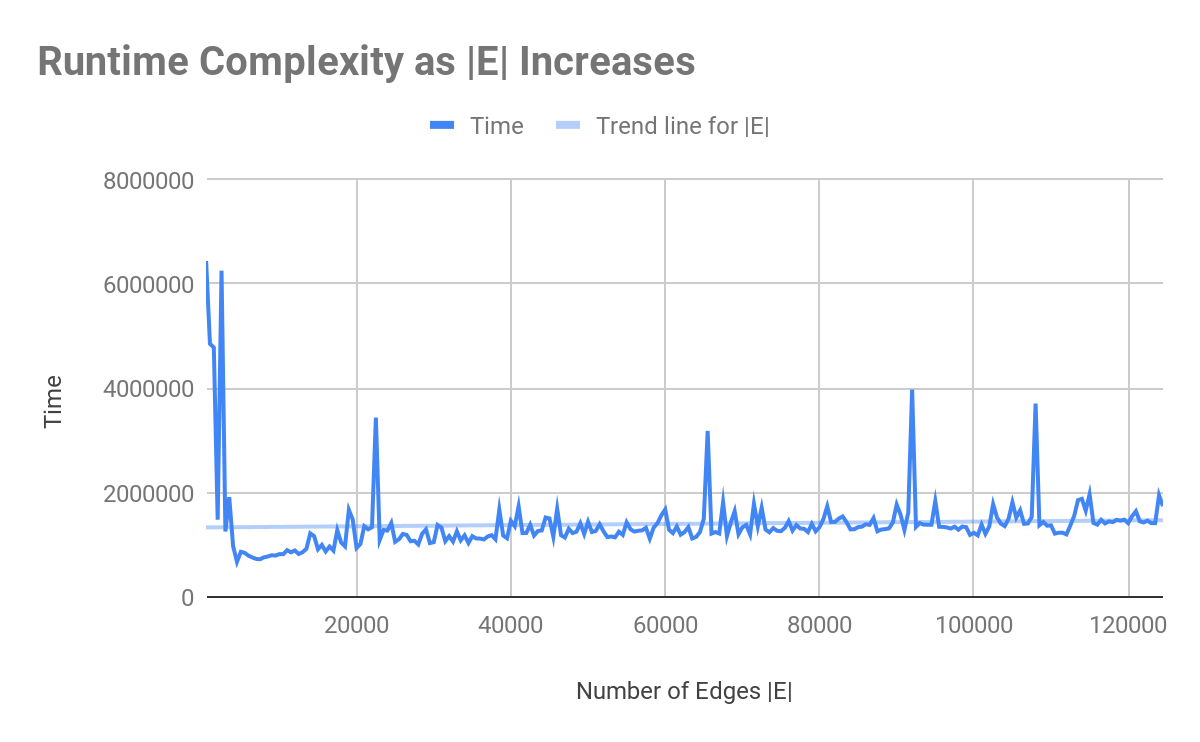 Runtime Complexity as |E| Increases
Time
Trend line for |E|
8000000
6000000
4000000
2000000
0
Time
20000
40000
60000
80000
100000
120000
Number of Edges |E|